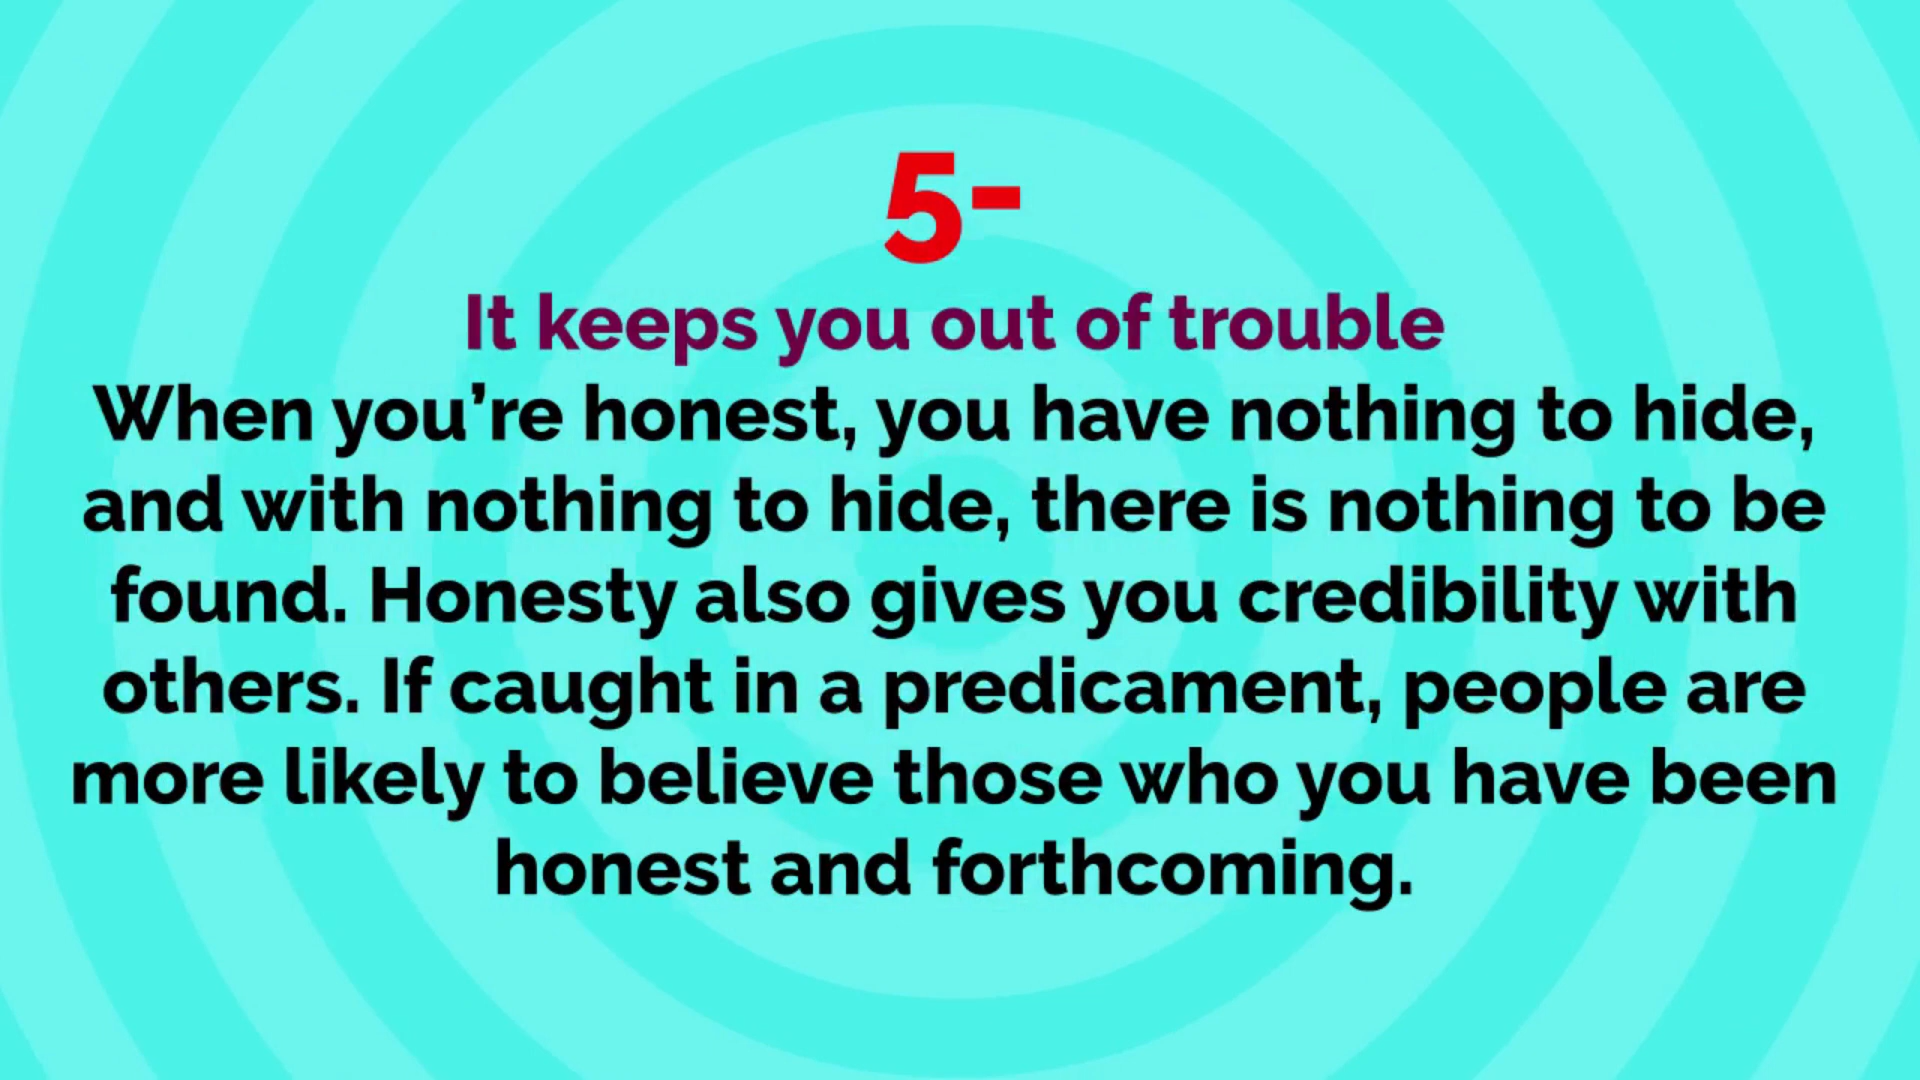 5-
It keeps you out of trouble
When you’re honest, you have nothing to hide,
and with nothing to hide, there is nothing to be
found. Honesty also gives you credibility with
others. If caught in a predicament, people are
more likely to believe those who you have been
honest and forthcoming.